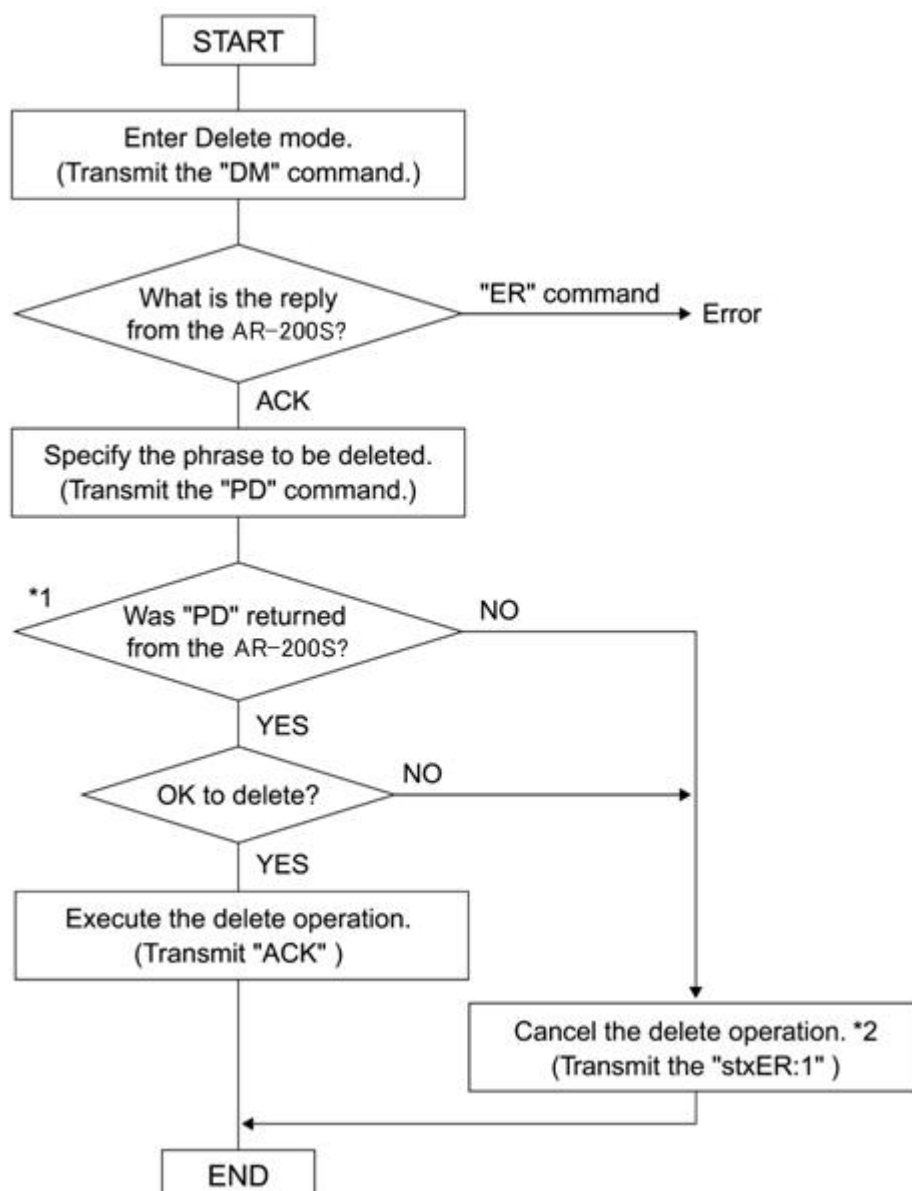 START
Enter Delete mode.
(Transmit the "DM" command.)
What is the reply
from the AR-200S?
"ER" command
Error
ACK
Specify the phrase to be deleted.
(Transmit the "PD" command.)
*1
Was "PD" returned
from the AR-200S?
NO
YES
OK to delete?
NO
YES
Execute the delete operation.
(Transmit "ACK" )
Cancel the delete operation. *2
(Transmit the "stxER:1" )
END